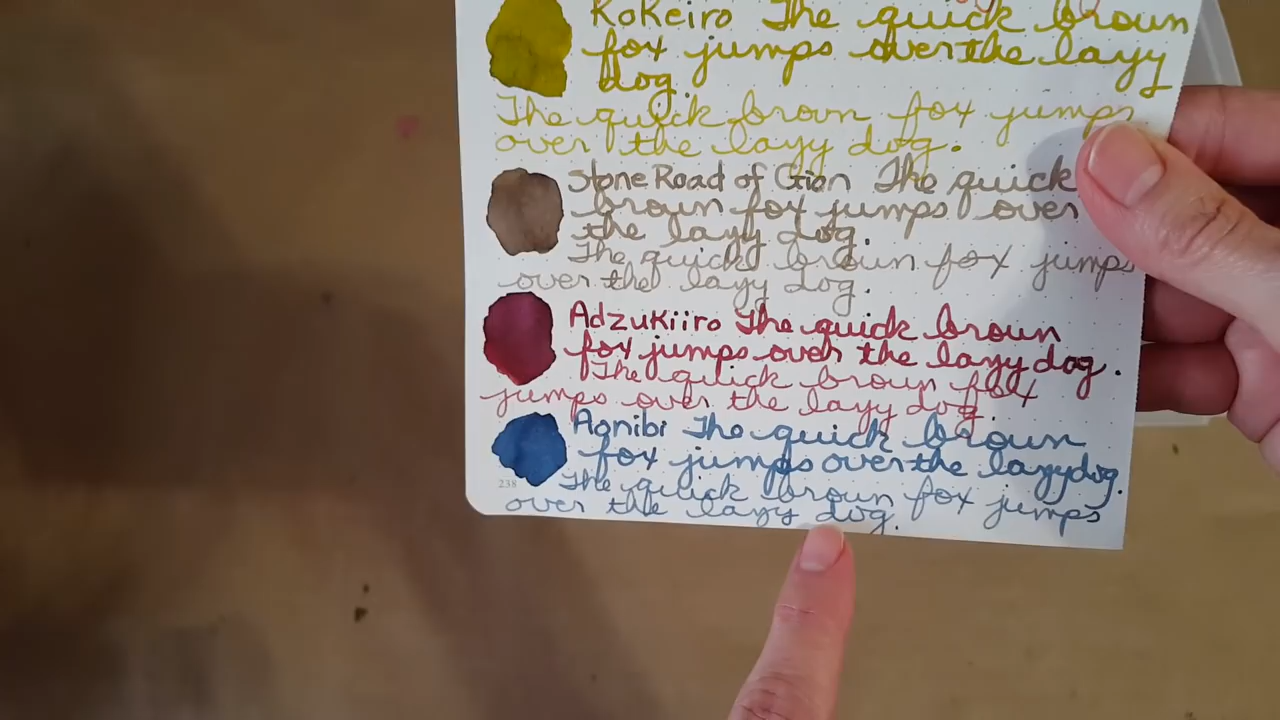 KoKeiro The quick brown
fox jumps over the lazy
dog.
The quick brown fox jumps
over the lazy dog.
Stone Road of Gion The quick
brown fox jumps over
the lazy dog.
The quick brown fox jumps
over the lazy dog.
Adzukiiro The quick brown
fox jumps over the lazy dog.
The quick brown fox
jumps over the lazy dog.
Aonibi The quick brown
fox jumps over the lazy dog.
The quick brown fox jumps
238
over the lazy dog.